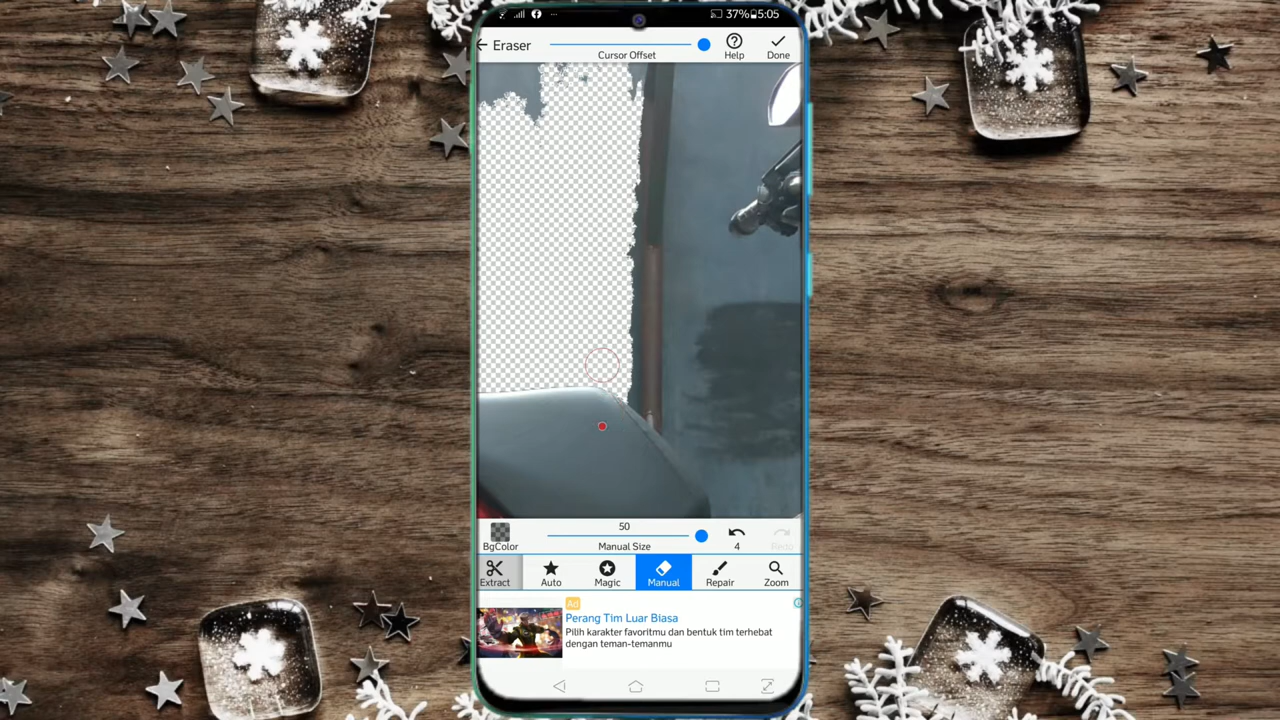 37% 5:05
Eraser
Cursor Offset
Help
Done
50
BgColor
Manual Size
4
Redo
Extract
Auto
Magic
Manual
Repair
Zoom
Ad
Perang Tim Luar Biasa
Pilih karakter favoritmu dan bentuk tim terhebat
dengan teman-temanmu